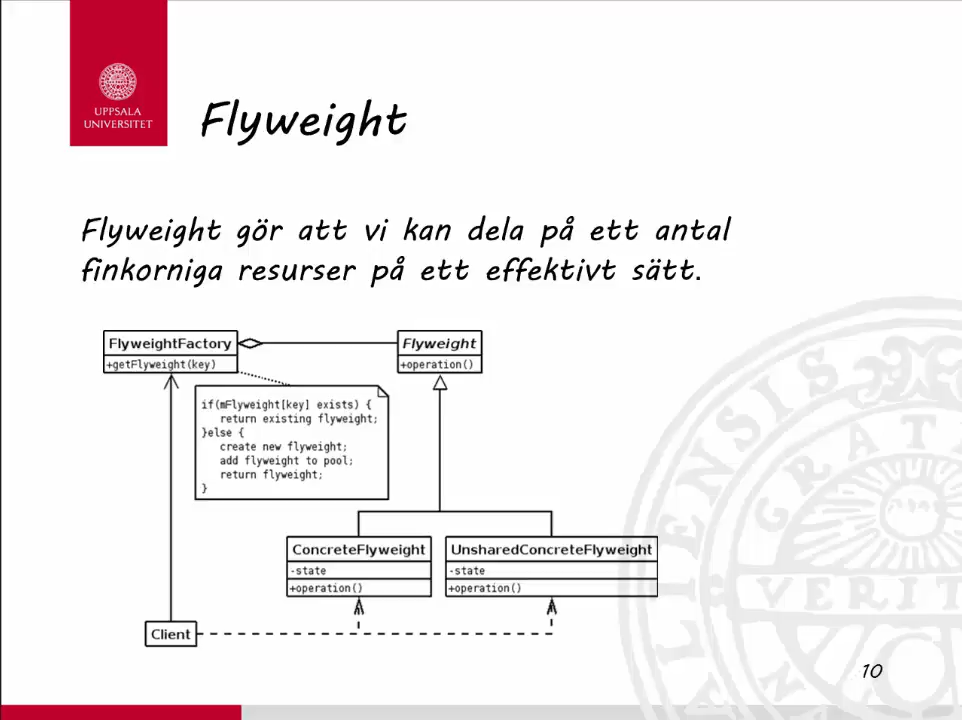 UPPSALA
UNIVERSITET
Flyweight
Flyweight gör att vi kan dela på ett antal
finkorniga resurser på ett effektivt sätt.
FlyweightFactory
+getFlyweight(key)
Flyweight
+operation()
if(mFlyweight[key] exists) {
return existing flyweight;
}else {
create new flyweight;
add flyweight to pool;
return flyweight;
}
ConcreteFlyweight
-state
+operation()
UnsharedConcreteFlyweight
-state
+operation()
Client
10